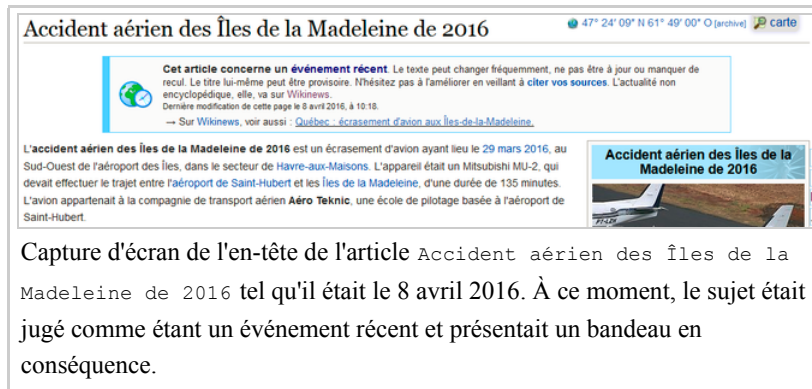 Accident aérien des Îles de la Madeleine de 2016
47° 24' 09" N 61° 49' 00" O [archive] carte
Cet article concerne un événement récent. Le texte peut changer fréquemment, ne pas être à jour ou manquer de
recul. Le titre lui-même peut être provisoire. N'hésitez pas à l'améliorer en veillant à citer vos sources. L'actualité non
encyclopédique, elle, va sur Wikinews.
Dernière modification de cette page le 8 avril 2016, à 10:18.
→ Sur Wikinews, voir aussi : Québec : écrasement d'avion aux Îles-de-la-Madeleine.
L'accident aérien des Îles de la Madeleine de 2016 est un écrasement d'avion ayant lieu le 29 mars 2016, au
Sud-Ouest de l'aéroport des Îles, dans le secteur de Havre-aux-Maisons. L'appareil était un Mitsubishi MU-2, qui
devait effectuer le trajet entre l'aéroport de Saint-Hubert et les Îles de la Madeleine, d'une durée de 135 minutes.
L'avion appartenait à la compagnie de transport aérien Aéro Teknic, une école de pilotage basée à l'aéroport de
Saint-Hubert.
Accident aérien des Îles de la
Madeleine de 2016
Capture d'écran de l'en-tête de l'article Accident aérien des Îles de la
Madeleine de 2016 tel qu'il était le 8 avril 2016. À ce moment, le sujet était
jugé comme étant un événement récent et présentait un bandeau en
conséquence.